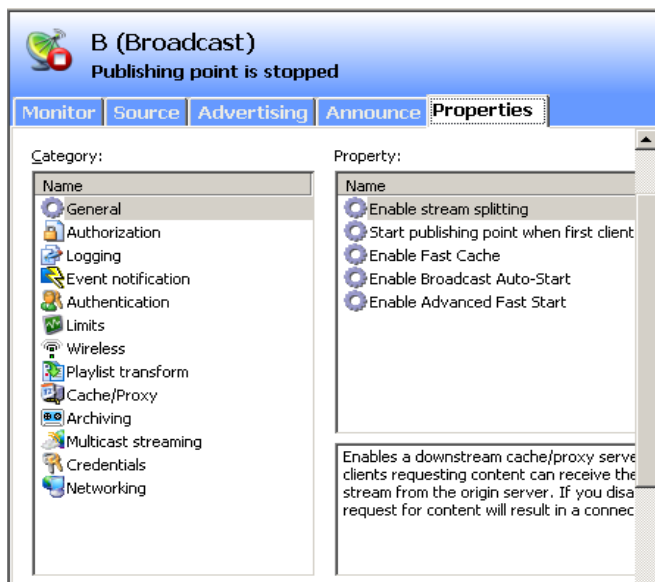 B (Broadcast)
Publishing point is stopped
Monitor Source Advertising Announce Properties
Category:
Name
General
Authorization
Logging
Event notification
Authentication
Limits
Wireless
Playlist transform
Cache/Proxy
Archiving
Multicast streaming
Credentials
Networking
Property:
Name
Enable stream splitting
Start publishing point when first client
Enable Fast Cache
Enable Broadcast Auto-Start
Enable Advanced Fast Start
Enables a downstream cache/proxy serve
clients requesting content can receive the
stream from the origin server. If you disa
request for content will result in a connec